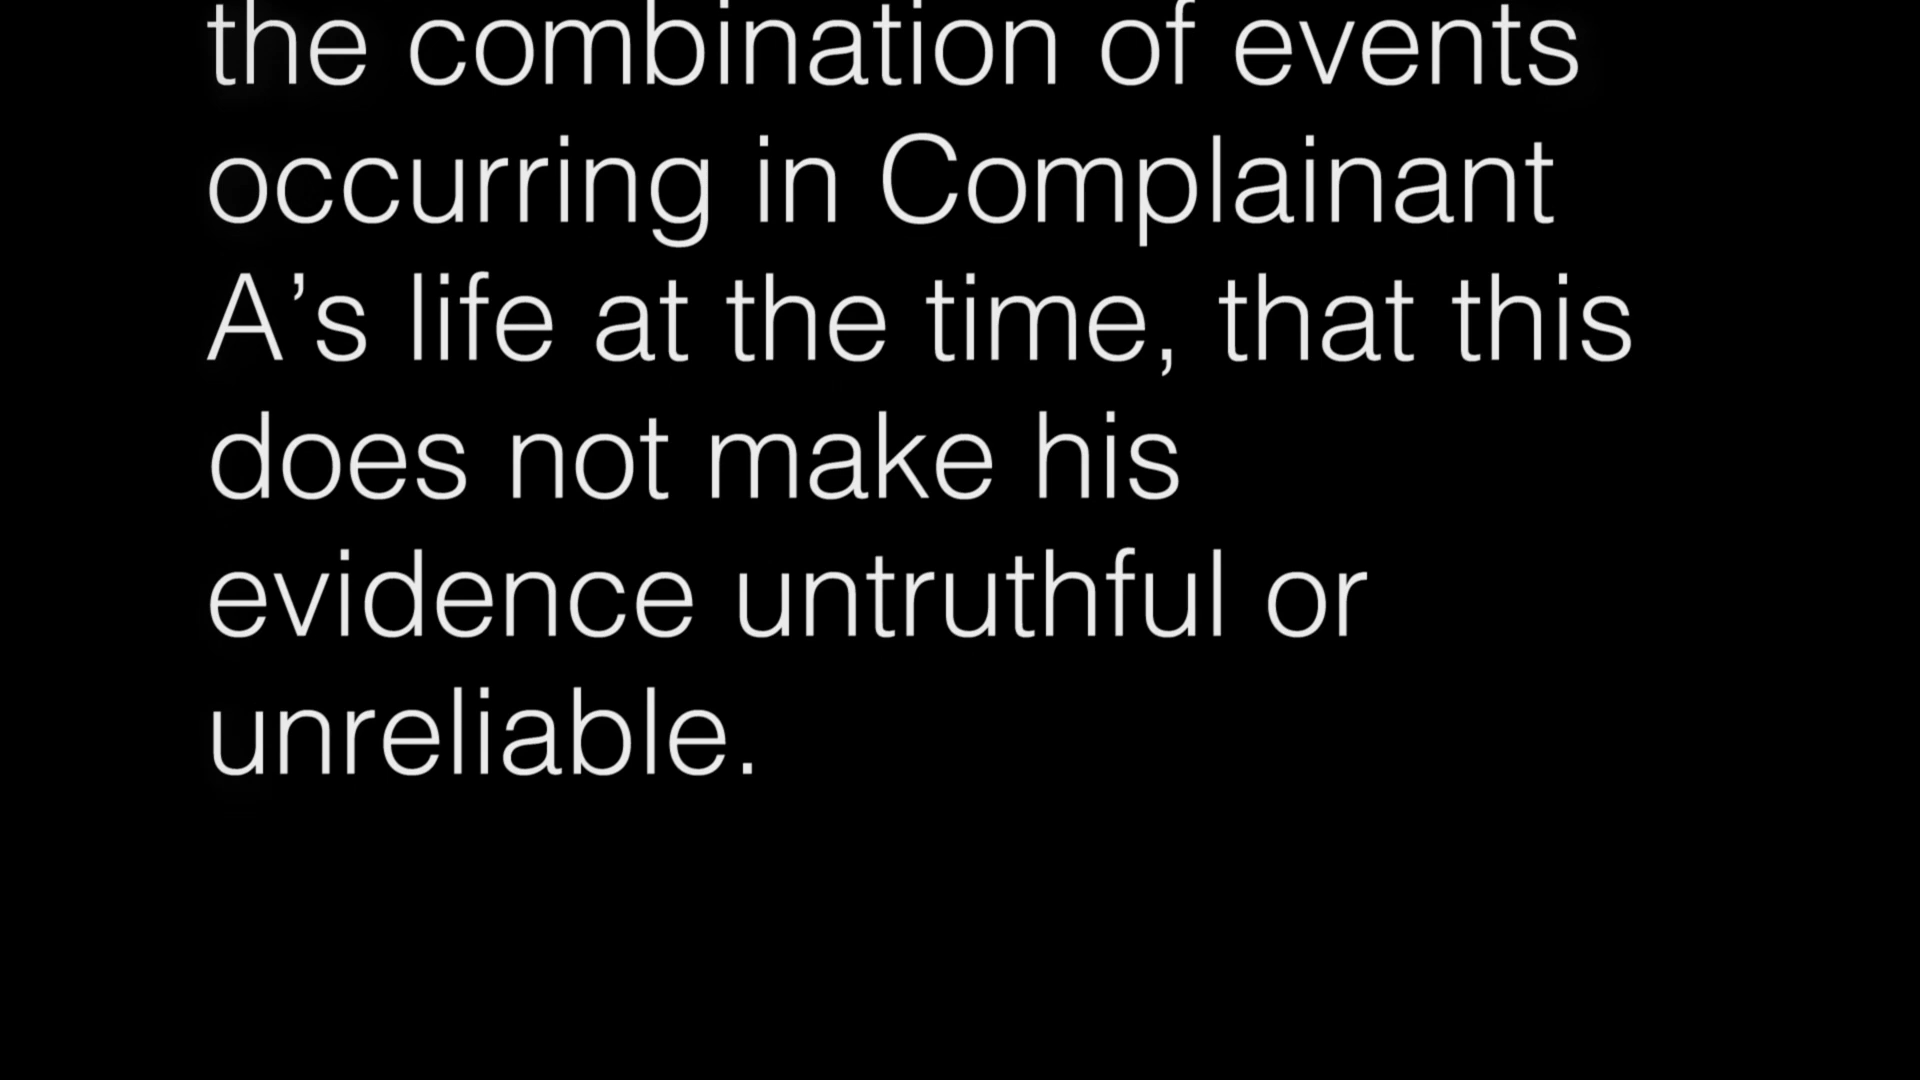 the combination of events
occurring in Complainant
A’s life at the time, that this
does not make his
evidence untruthful or
unreliable.